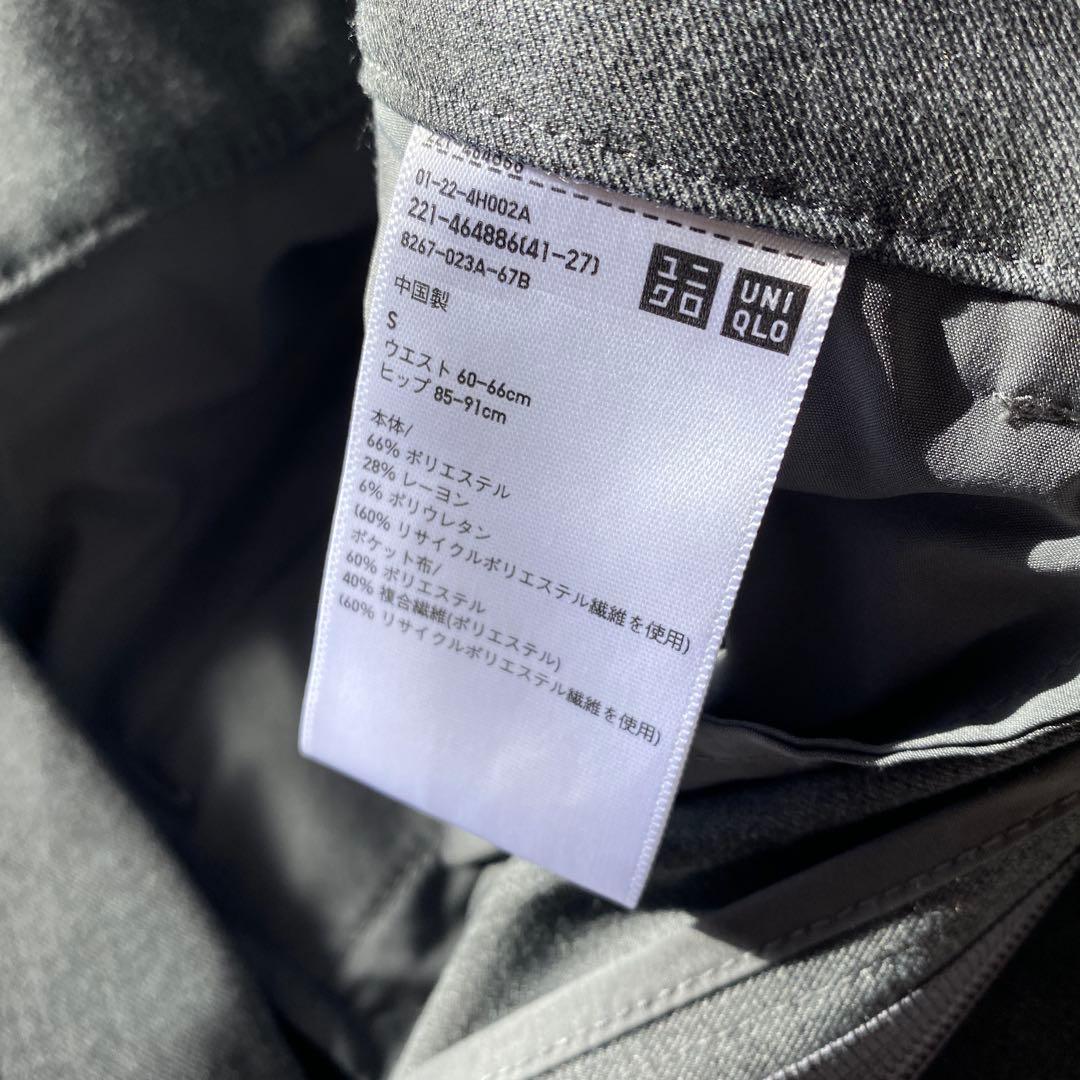 01-22-4H002A
221-464886(41-27)
8267-023A-67B
ユニ
クロ
UNI
QLO
中国製
S
ウエスト 60-66cm
ヒップ 85-91cm
本体/
66% ポリエステル
28% レーヨン
6% ポリウレタン
(60% リサイクルポリエステル繊維を使用)
ポケット布/
60% ポリエステル
40% 複合繊維(ポリエステル)
(60% リサイクルポリエステル繊維を使用)